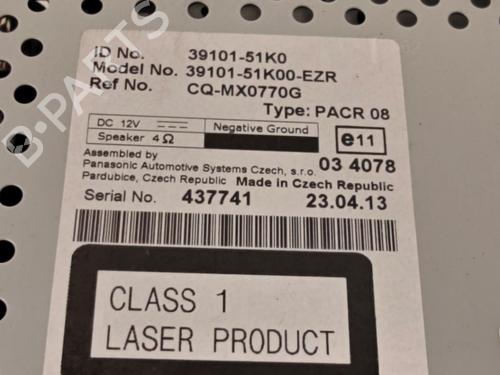 ID No. 39101-51K0
Model No. 39101-51K00-EZR
Ref No. CQ-MX0770G
Type: PACR 08
DC 12V Negative Ground
Speaker 4 Ω
e11
Assembled by 03 4078
Panasonic Automotive Systems Czech, s.r.o.
Pardubice, Czech Republic Made in Czech Republic
Serial No. 437741 23.04.13
CLASS 1
LASER PRODUCT